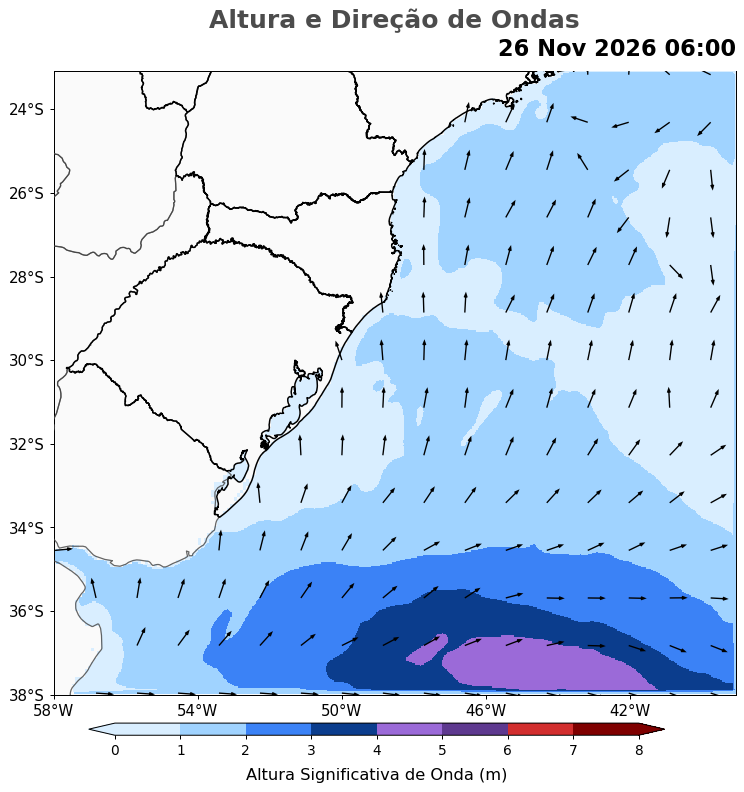 Altura e Direção de Ondas
26 Nov 2026 06:00
24°S
26°S
28°S
30°S
32°S
34°S
36°S
38°S
58°W 54°W 50°W 46°W 42°W
0 1 2 3 4 5 6 7 8
Altura Significativa de Onda (m)